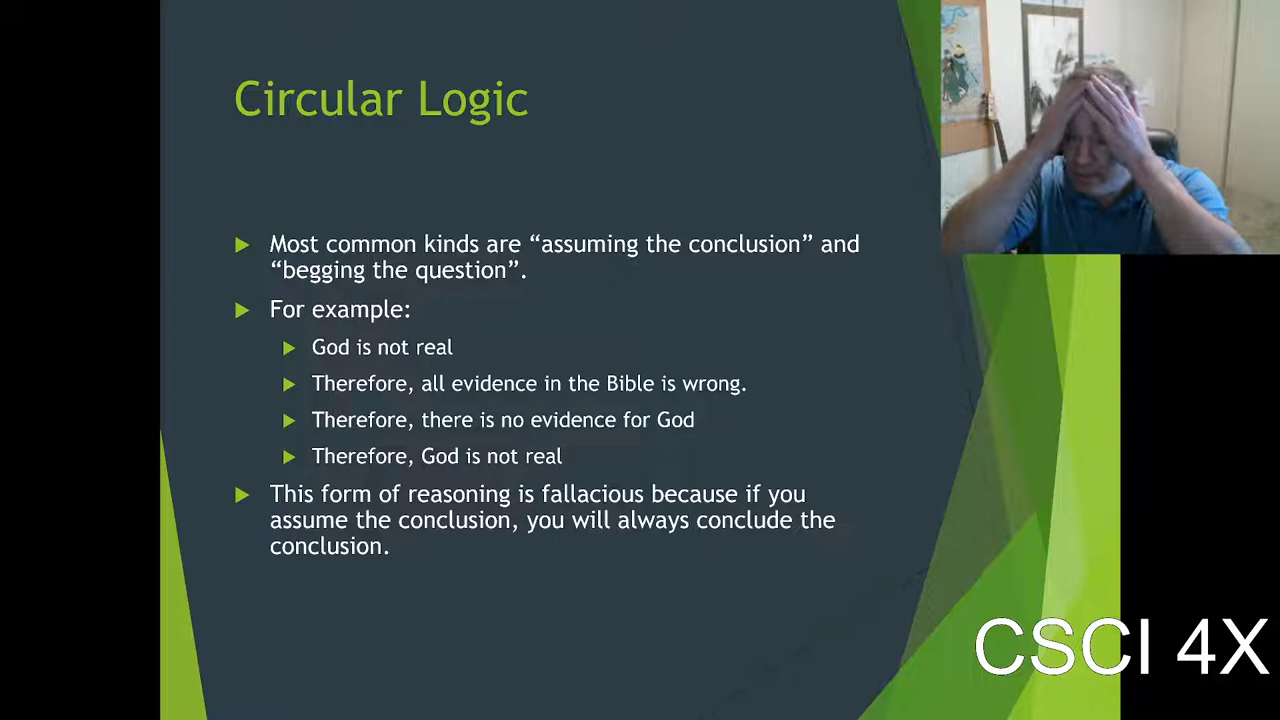 Circular Logic
Most common kinds are “assuming the conclusion” and
“begging the question”.
For example:
God is not real
Therefore, all evidence in the Bible is wrong.
Therefore, there is no evidence for God
Therefore, God is not real
This form of reasoning is fallacious because if you
assume the conclusion, you will always conclude the
conclusion.
CSCI 4X